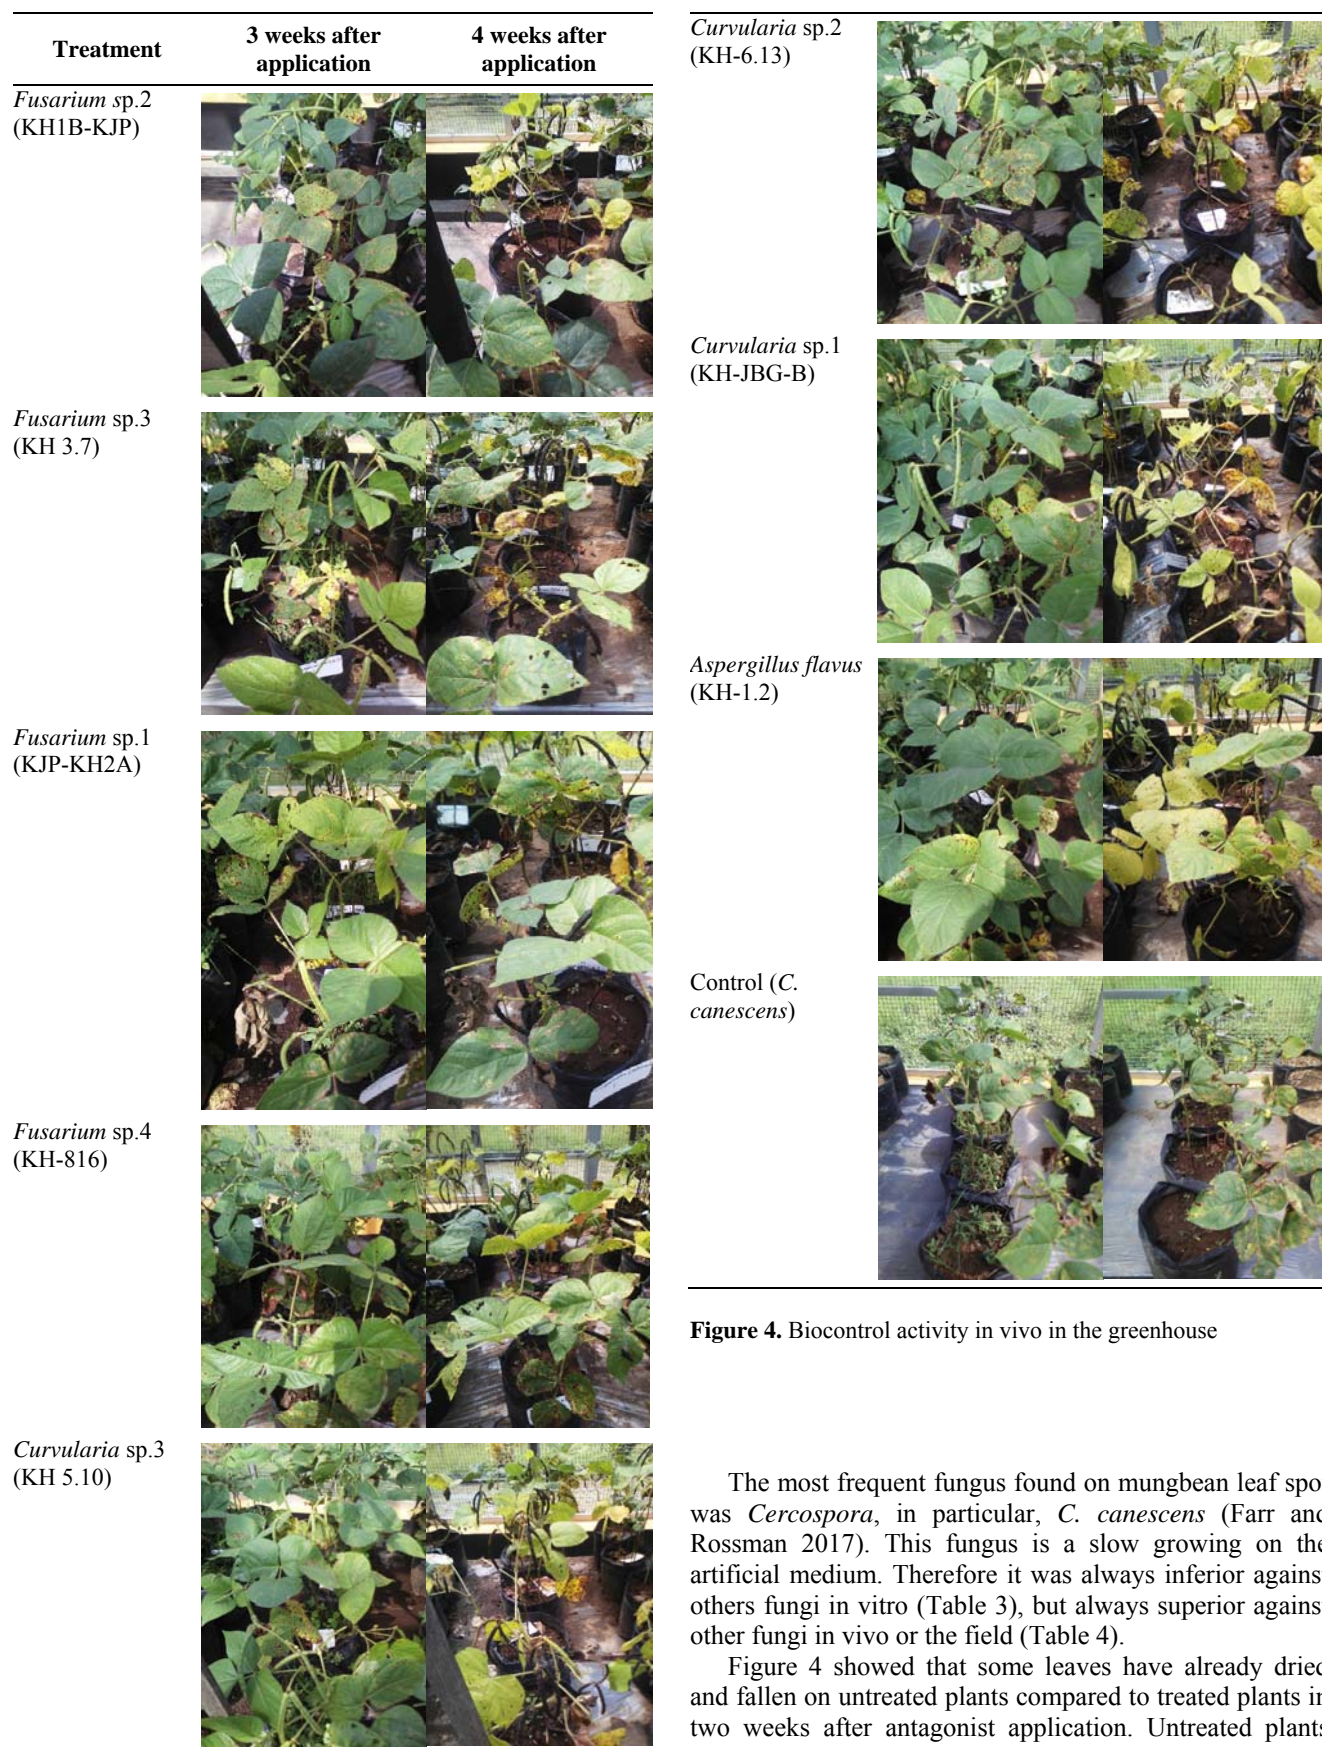 Treatment
3 weeks after
application
4 weeks after
application
Fusarium sp.2
(KH1B-KJP)
Fusarium sp.3
(KH 3.7)
Fusarium sp.1
(KJP-KH2A)
Fusarium sp.4
(KH-816)
Curvularia sp.3
(KH 5.10)
Curvularia sp.2
(KH-6.13)
Curvularia sp.1
(KH-JBG-B)
Aspergillus flavus
(KH-1.2)
Control (C.
canescens)
Figure 4. Biocontrol activity in vivo in the greenhouse
The most frequent fungus found on mungbean leaf spo
was Cercospora, in particular, C. canescens (Farr and
Rossman 2017). This fungus is a slow growing on the
artificial medium. Therefore it was always inferior agains
others fungi in vitro (Table 3), but always superior agains
other fungi in vivo or the field (Table 4).
Figure 4 showed that some leaves have already dried
and fallen on untreated plants compared to treated plants in
two weeks after antagonist application. Untreated plants